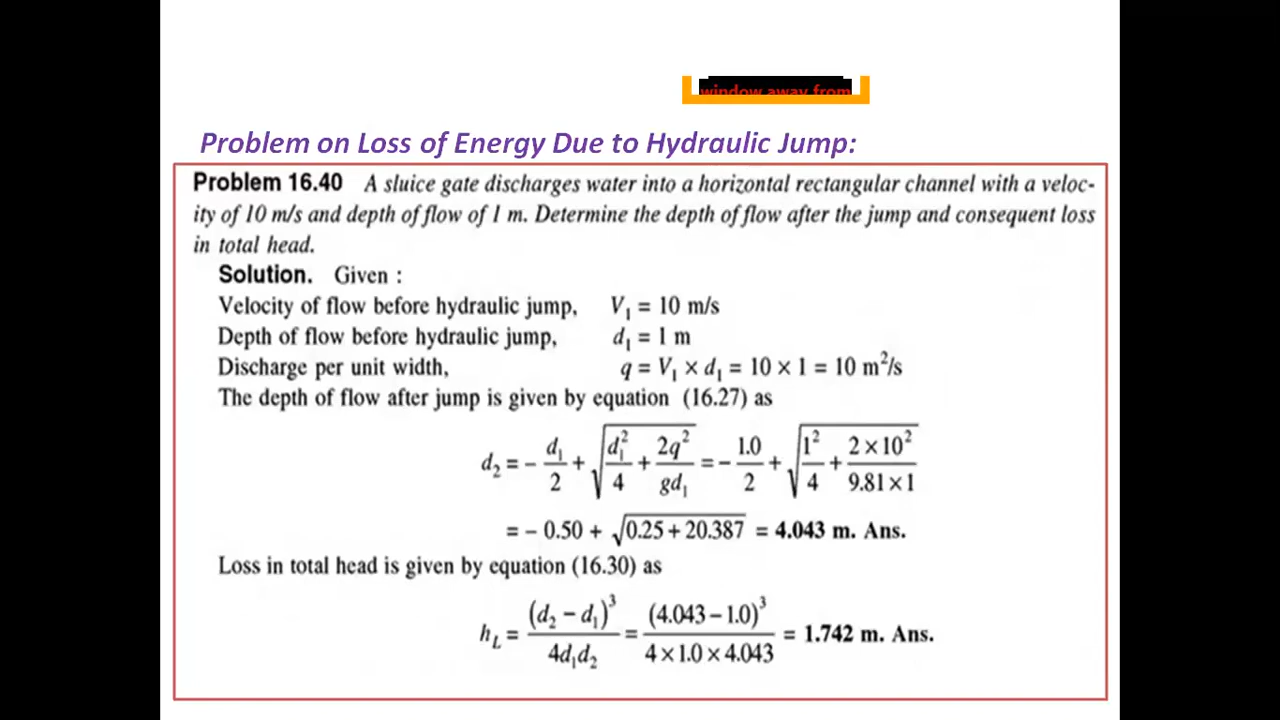 window away from
Problem on Loss of Energy Due to Hydraulic Jump:
Problem 16.40 A sluice gate discharges water into a horizontal rectangular channel with a veloc-
ity of 10 m/s and depth of flow of 1 m. Determine the depth of flow after the jump and consequent loss
in total head.
Solution. Given :
Velocity of flow before hydraulic jump, V₁ = 10 m/s
Depth of flow before hydraulic jump, d₁ = 1 m
Discharge per unit width, q = V₁ × d₁ = 10 × 1 = 10 m²/s
The depth of flow after jump is given by equation (16.27) as
d₂ = − d₁/2 + √(d₁²/4 + 2q²/gd₁) = − 1.0/2 + √(1²/4 + 2 × 10²/9.81 × 1)
= − 0.50 + √(0.25 + 20.387) = 4.043 m. Ans.
Loss in total head is given by equation (16.30) as
h_L = (d₂ − d₁)³/4d₁d₂ = (4.043 − 1.0)³/4 × 1.0 × 4.043 = 1.742 m. Ans.